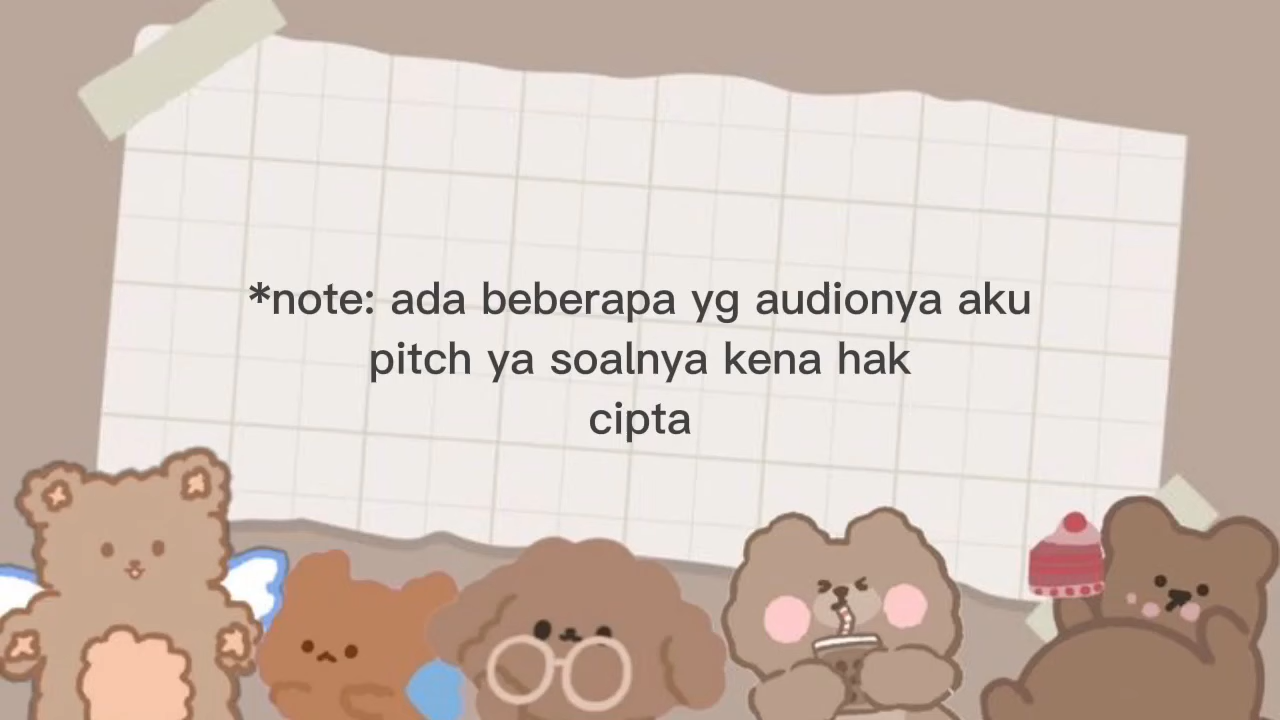 *note: ada beberapa yg audionya aku
pitch ya soalnya kena hak
cipta